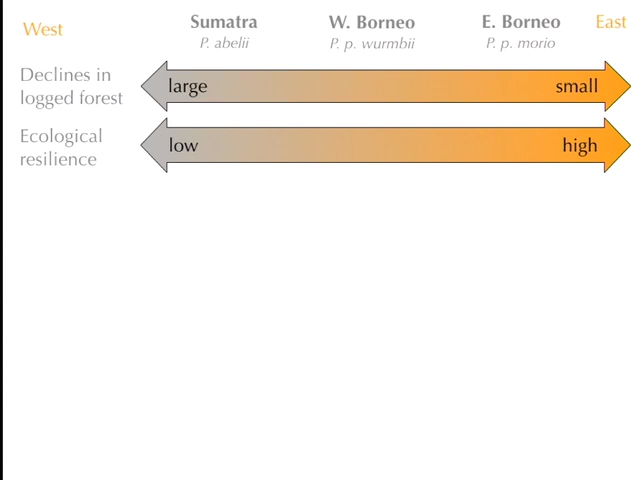 West Sumatra W. Borneo E. Borneo East
P. abelii P. p. wurmbii P. p. morio
Declines in
logged forest
large small
Ecological
resilience
low high